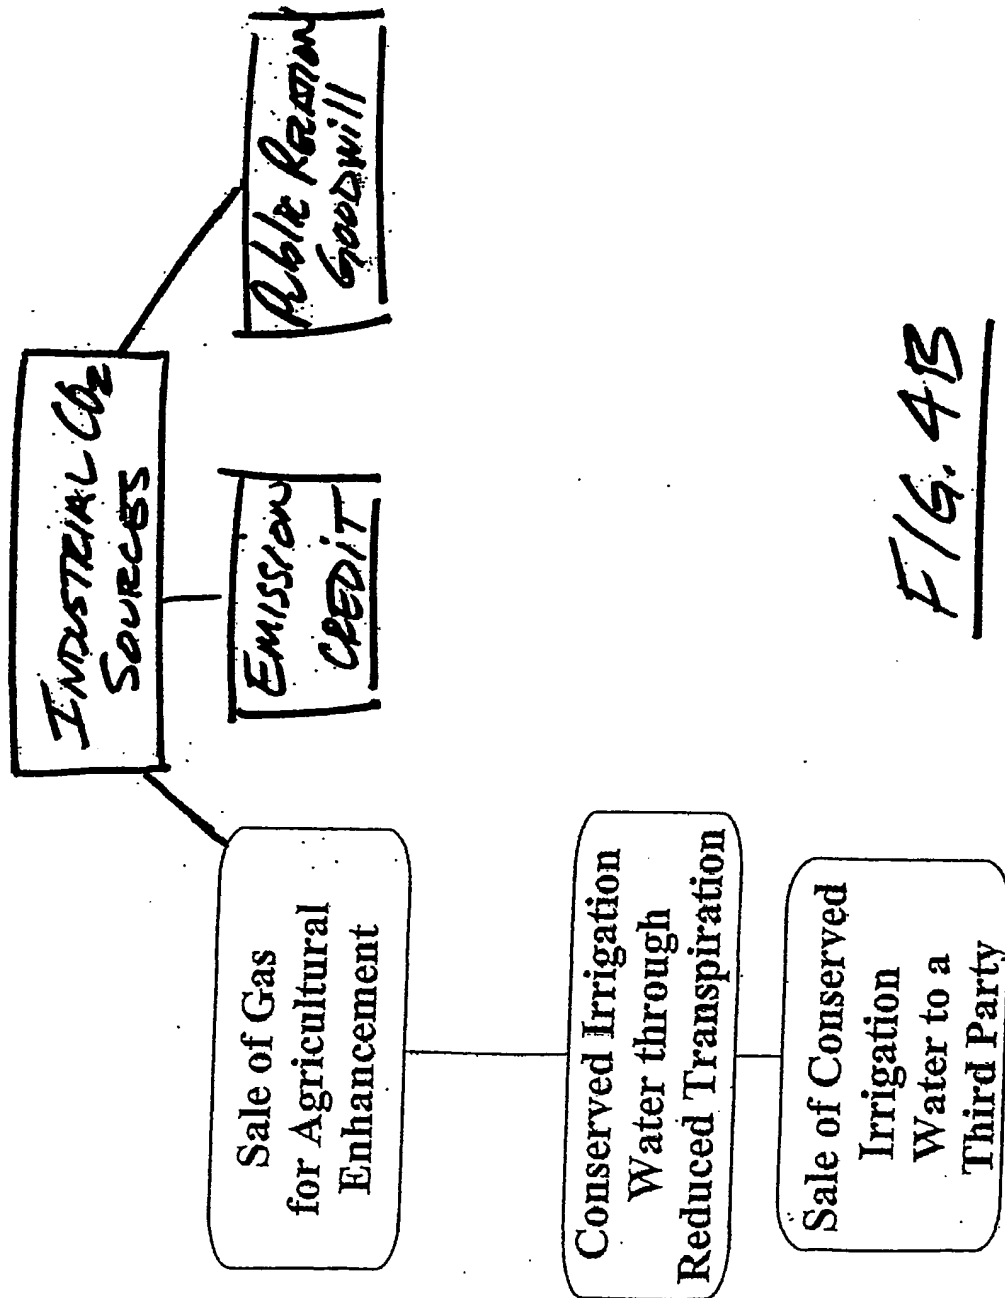 INDUSTRIAL CO2
SOURCES
Sale of Gas
for Agricultural
Enhancement
EMISSION
CREDIT
Public RELATION
GOODWill
Conserved Irrigation
Water through
Reduced Transpiration
Sale of Conserved
Irrigation
Water to a
Third Party
FIG. 4B